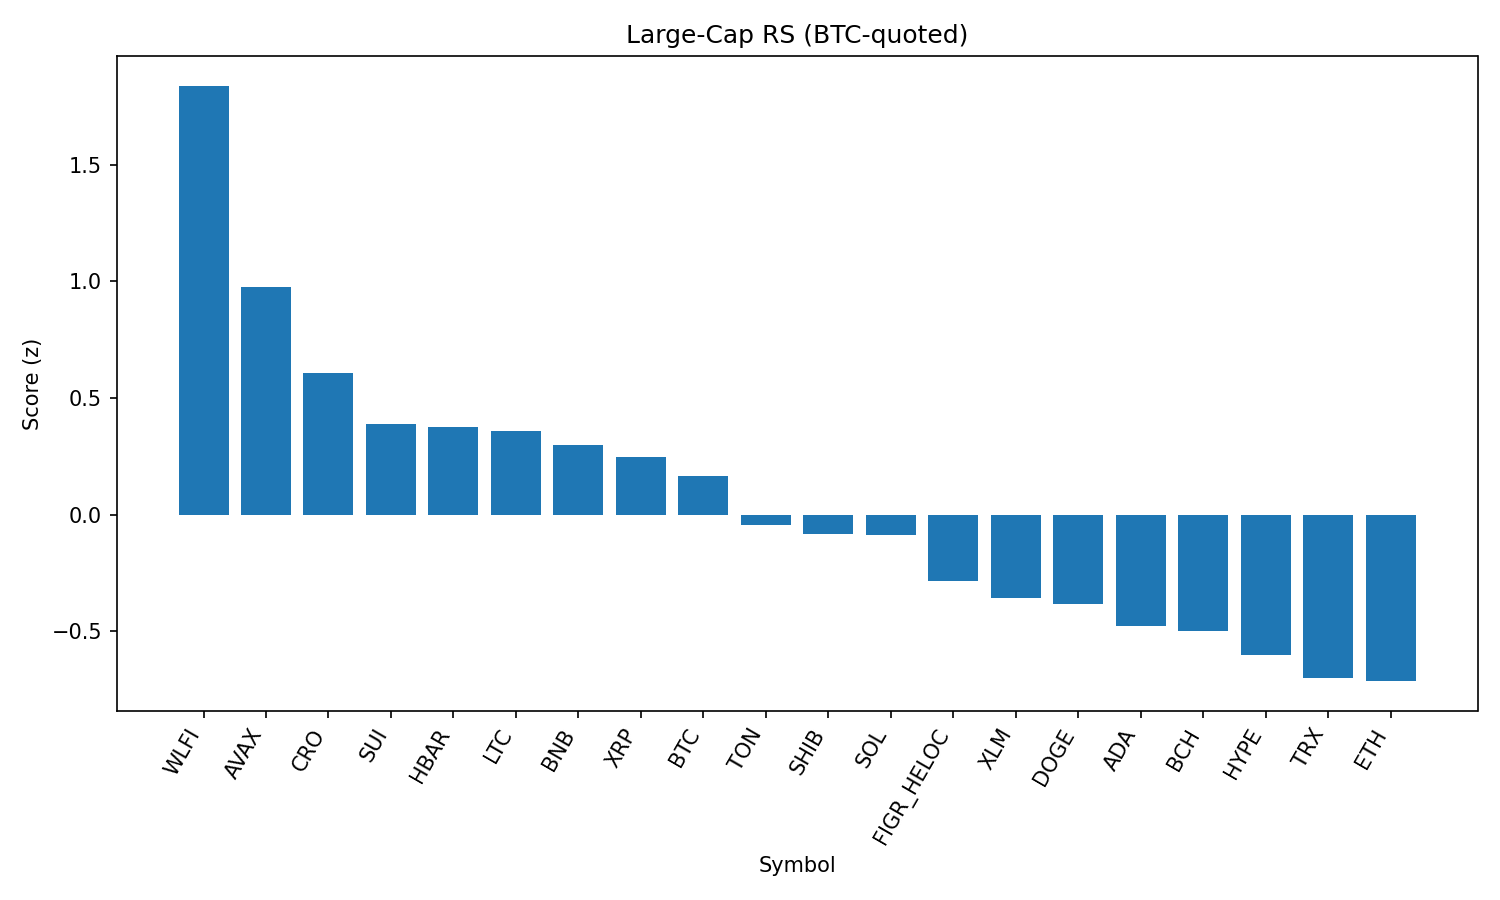 Large-Cap RS (BTC-quoted)
Score (z)
1.5
1.0
0.5
0.0
−0.5
WLFI
AVAX
CRO
SUI
HBAR
LTC
BNB
XRP
BTC
TON
SHIB
SOL
FIGR_HELOC
XLM
DOGE
ADA
BCH
HYPE
TRX
ETH
Symbol